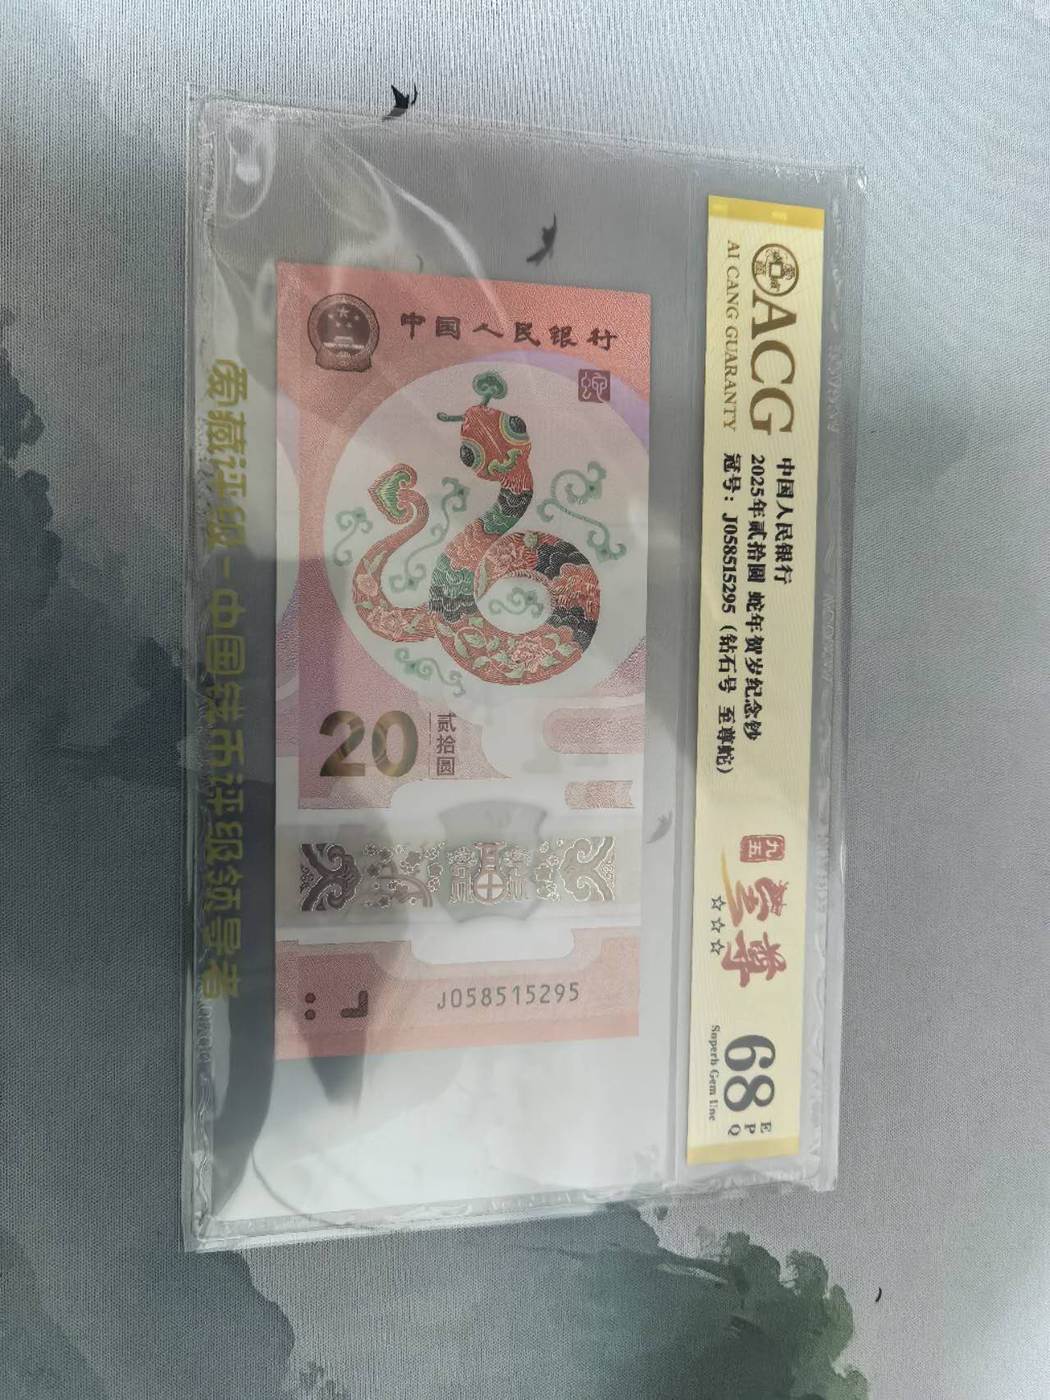 ACG
AI CANG GUARANTY
中国人民银行
2025年贰拾圆 蛇年贺岁纪念钞
冠号：J058515295（钻石号 至尊蛇）
九五
至尊
☆☆☆
68
EPQ
Superb Gem Unc
中国人民银行
20
贰拾圆
J058515295
爱藏评级-中国钱币评级领导者